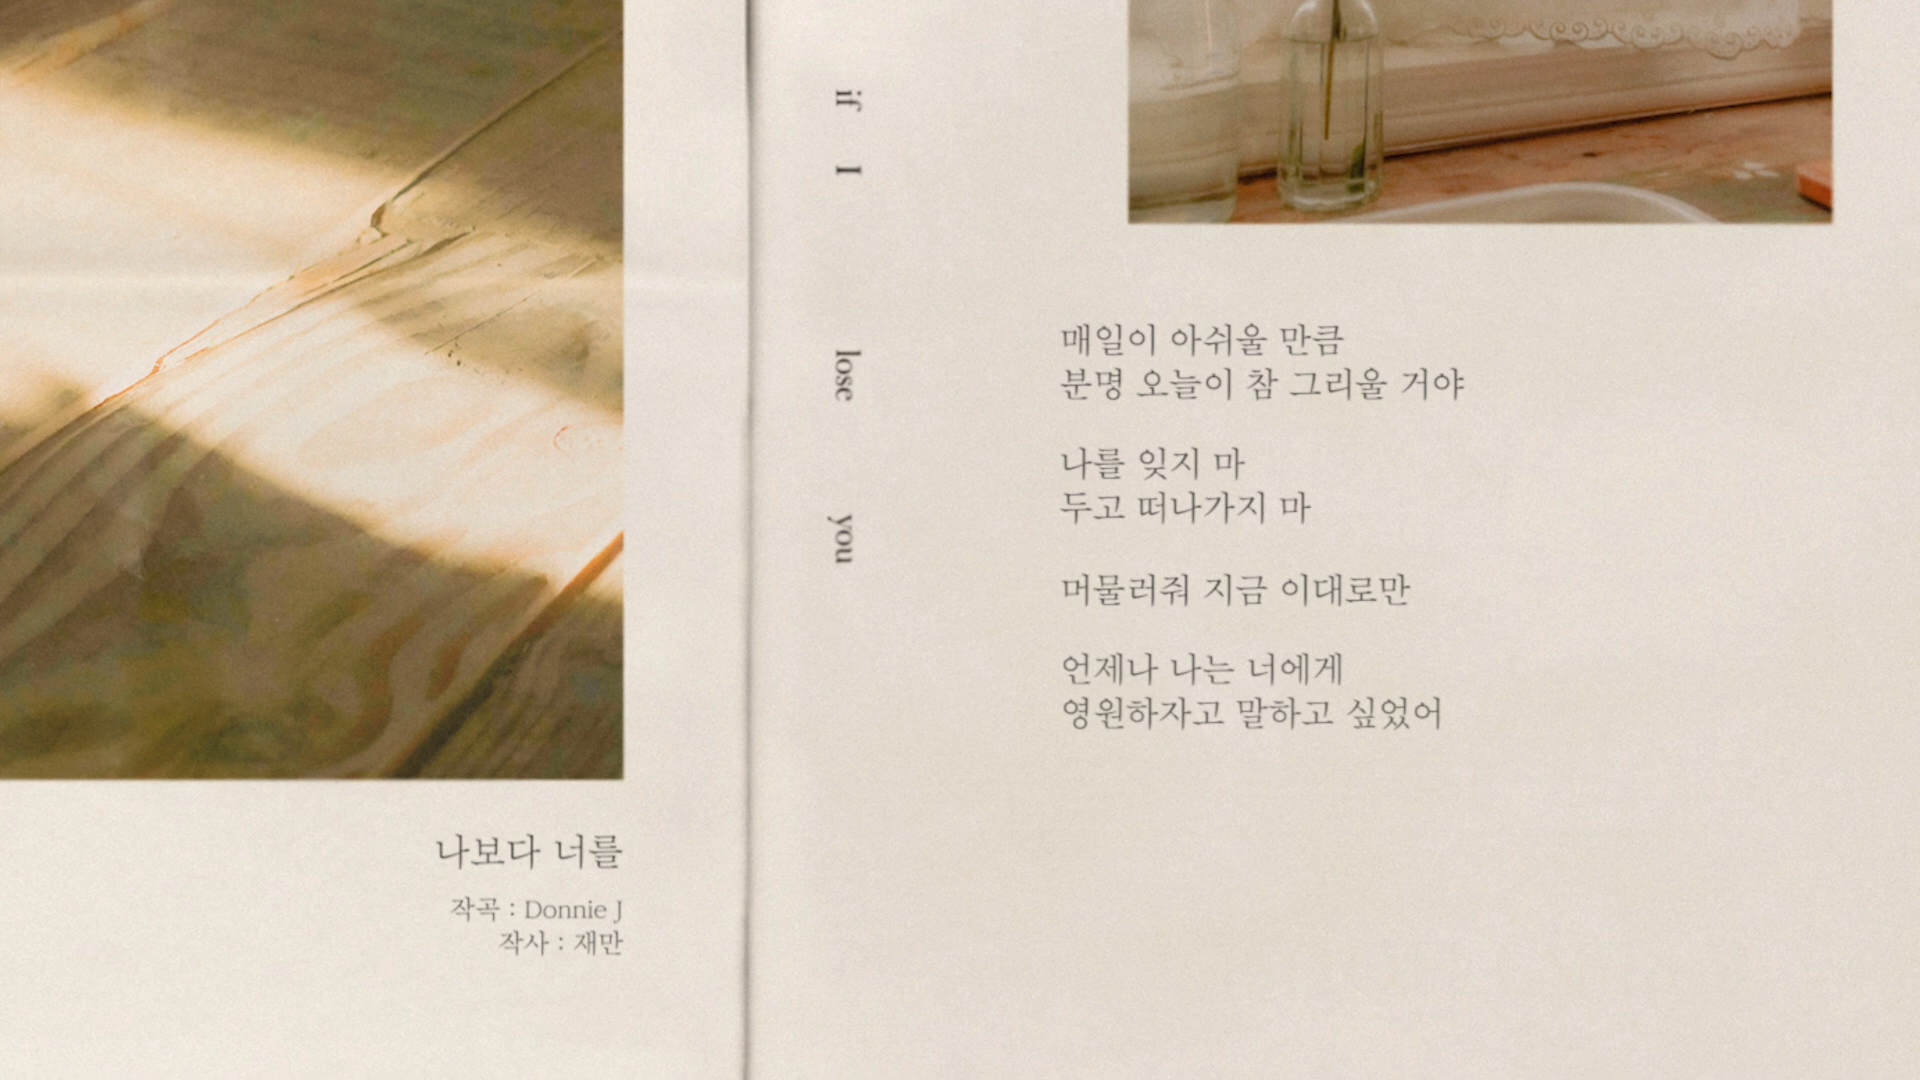 나보다 너를
작곡 : Donnie J
작사 : 재만
if I lose you
매일이 아쉬울 만큼
분명 오늘이 참 그리울 거야
나를 잊지 마
두고 떠나가지 마
머물러줘 지금 이대로만
언제나 나는 너에게
영원하자고 말하고 싶었어